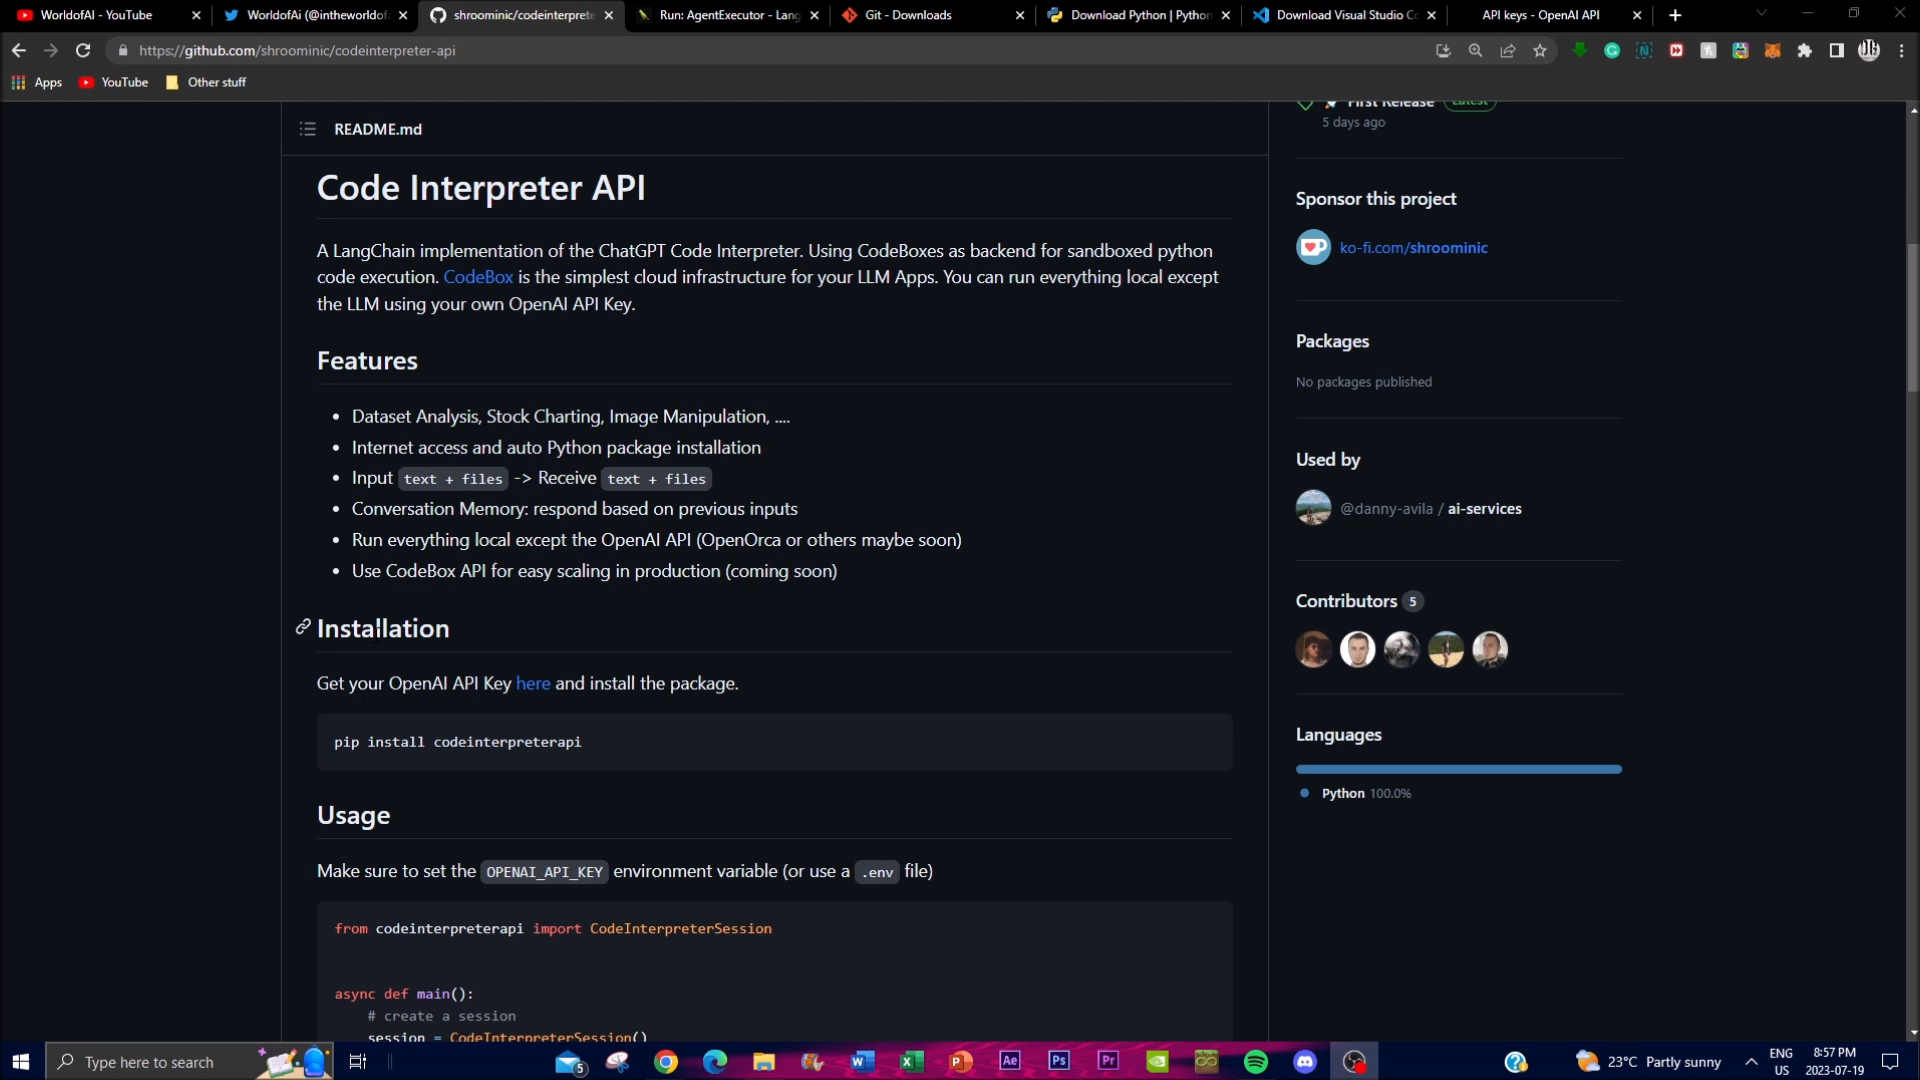 WorldofAI - YouTube
WorldofAi (@intheworldof
shroominic/codeinterprete
Run: AgentExecutor - Lang
Git - Downloads
Download Python | Python
Download Visual Studio Co
API keys - OpenAI API
https://github.com/shroominic/codeinterpreter-api
Apps
YouTube
Other stuff
README.md
Code Interpreter API
A LangChain implementation of the ChatGPT Code Interpreter. Using CodeBoxes as backend for sandboxed python
code execution. CodeBox is the simplest cloud infrastructure for your LLM Apps. You can run everything local except
the LLM using your own OpenAI API Key.
Features
• Dataset Analysis, Stock Charting, Image Manipulation, ....
• Internet access and auto Python package installation
• Input text + files -> Receive text + files
• Conversation Memory: respond based on previous inputs
• Run everything local except the OpenAI API (OpenOrca or others maybe soon)
• Use CodeBox API for easy scaling in production (coming soon)
Installation
Get your OpenAI API Key here and install the package.
pip install codeinterpreterapi
Usage
Make sure to set the OPENAI_API_KEY environment variable (or use a .env file)
from codeinterpreterapi import CodeInterpreterSession
async def main():
# create a session
session = CodeInterpreterSession()
First Release Latest
5 days ago
Sponsor this project
ko-fi.com/shroominic
Packages
No packages published
Used by
@danny-avila / ai-services
Contributors 5
Languages
Python 100.0%
Type here to search
5
Ae
Ps
Pr
23°C Partly sunny
ENG
US
8:57 PM
2023-07-19